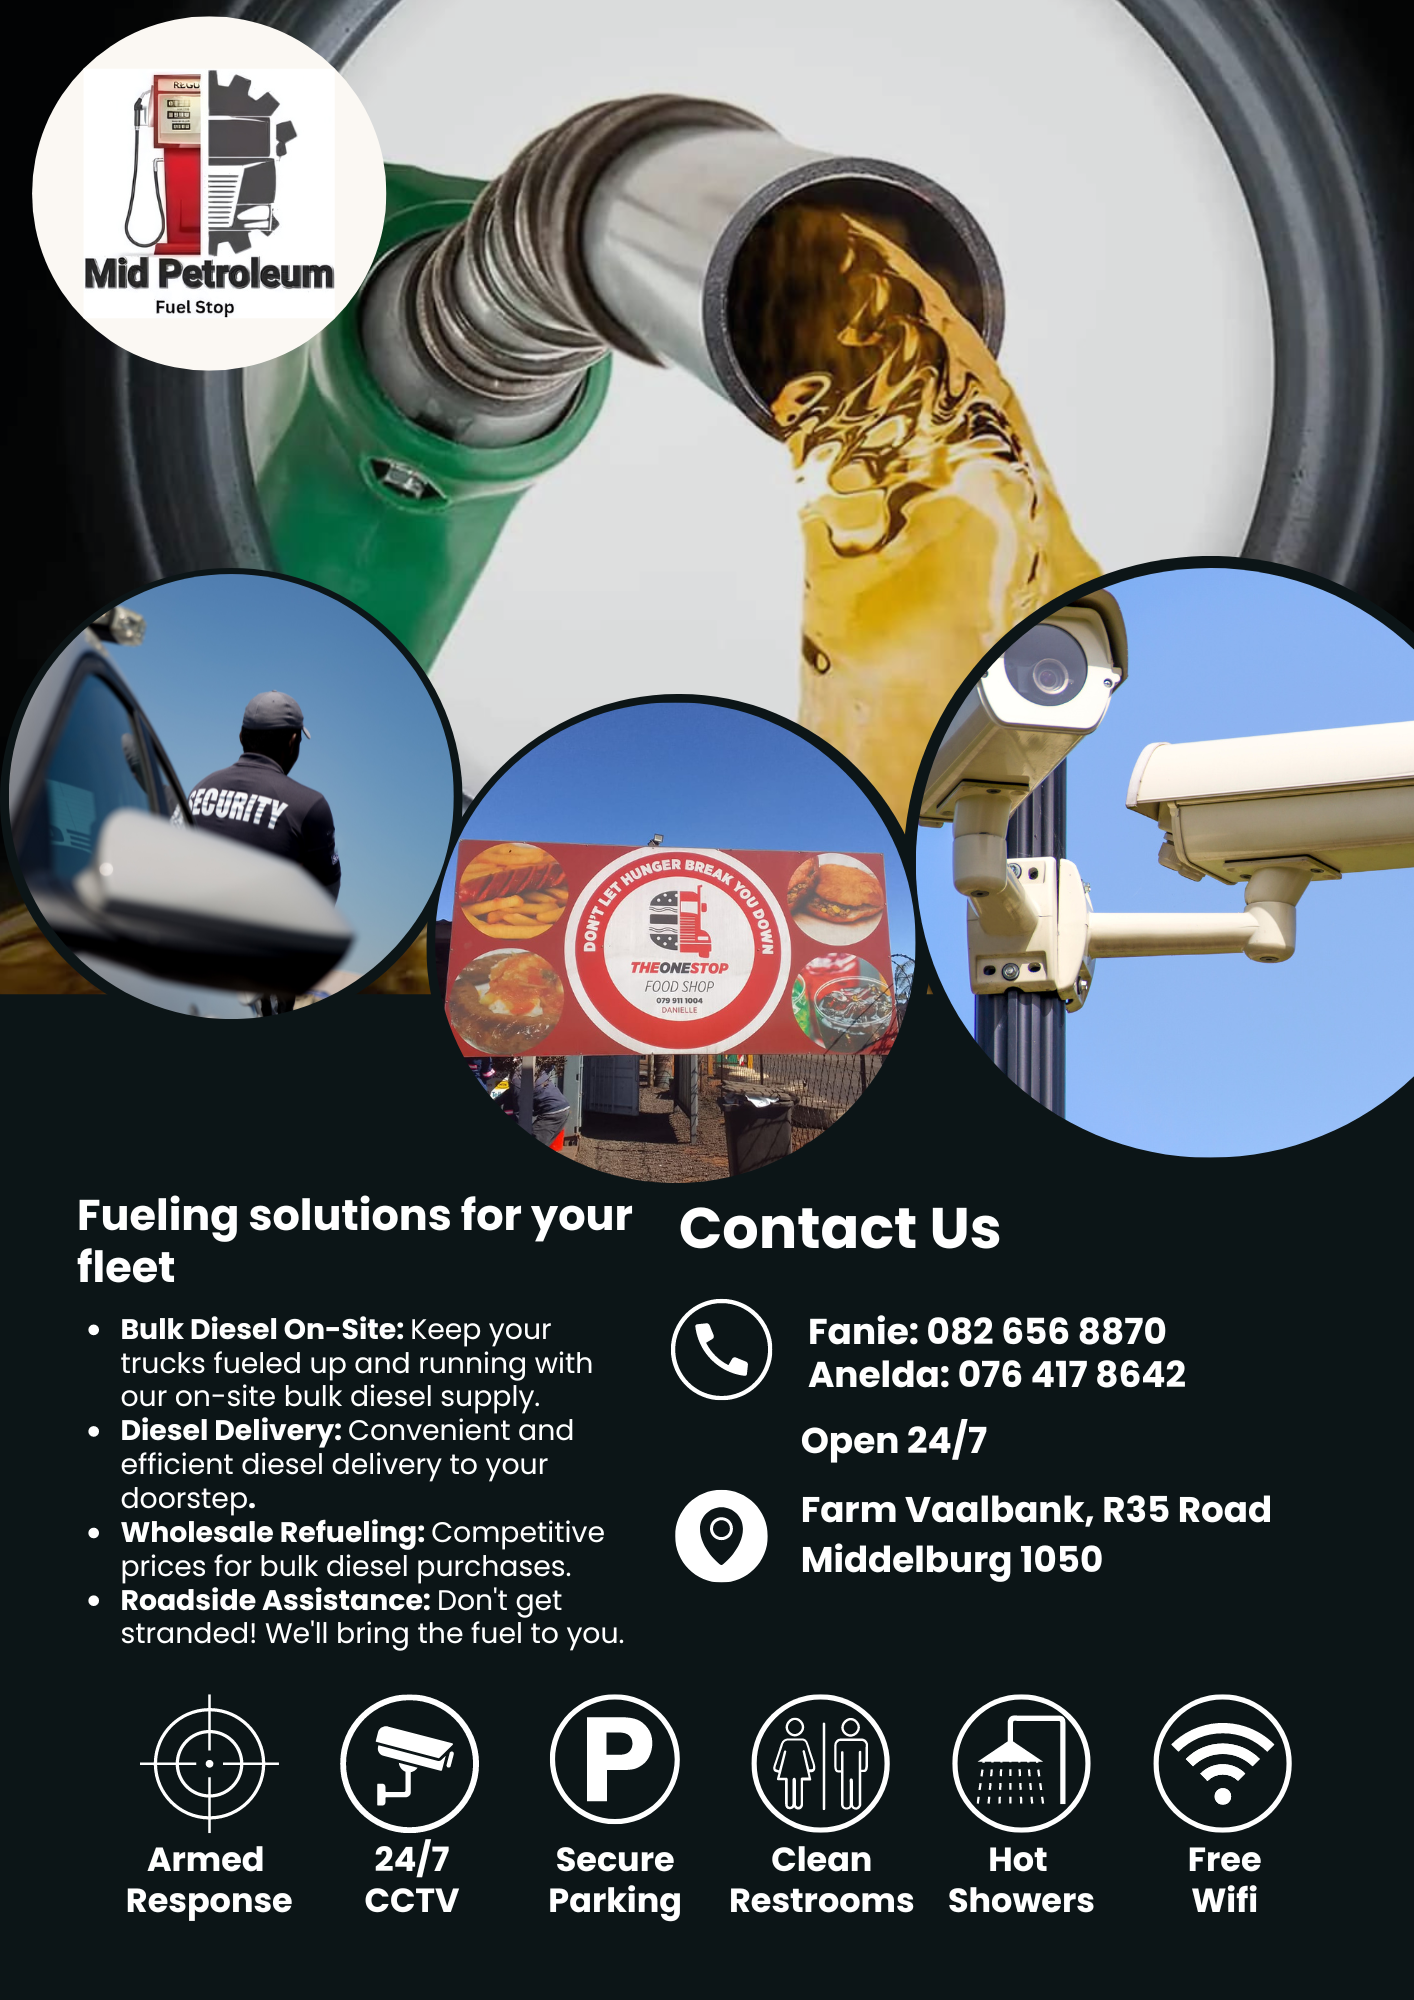 REGU
Mid Petroleum
Fuel Stop
SECURITY
DON'T LET HUNGER BREAK YOU DOWN
THEONESTOP
FOOD SHOP
079 911 1004
DANIELLE
Fueling solutions for your
fleet
• Bulk Diesel On-Site: Keep your
trucks fueled up and running with
our on-site bulk diesel supply.
• Diesel Delivery: Convenient and
efficient diesel delivery to your
doorstep.
• Wholesale Refueling: Competitive
prices for bulk diesel purchases.
• Roadside Assistance: Don't get
stranded! We'll bring the fuel to you.
Contact Us
Fanie: 082 656 8870
Anelda: 076 417 8642
Open 24/7
Farm Vaalbank, R35 Road
Middelburg 1050
P
Armed
Response
24/7
CCTV
Secure
Parking
Clean
Restrooms
Hot
Showers
Free
Wifi